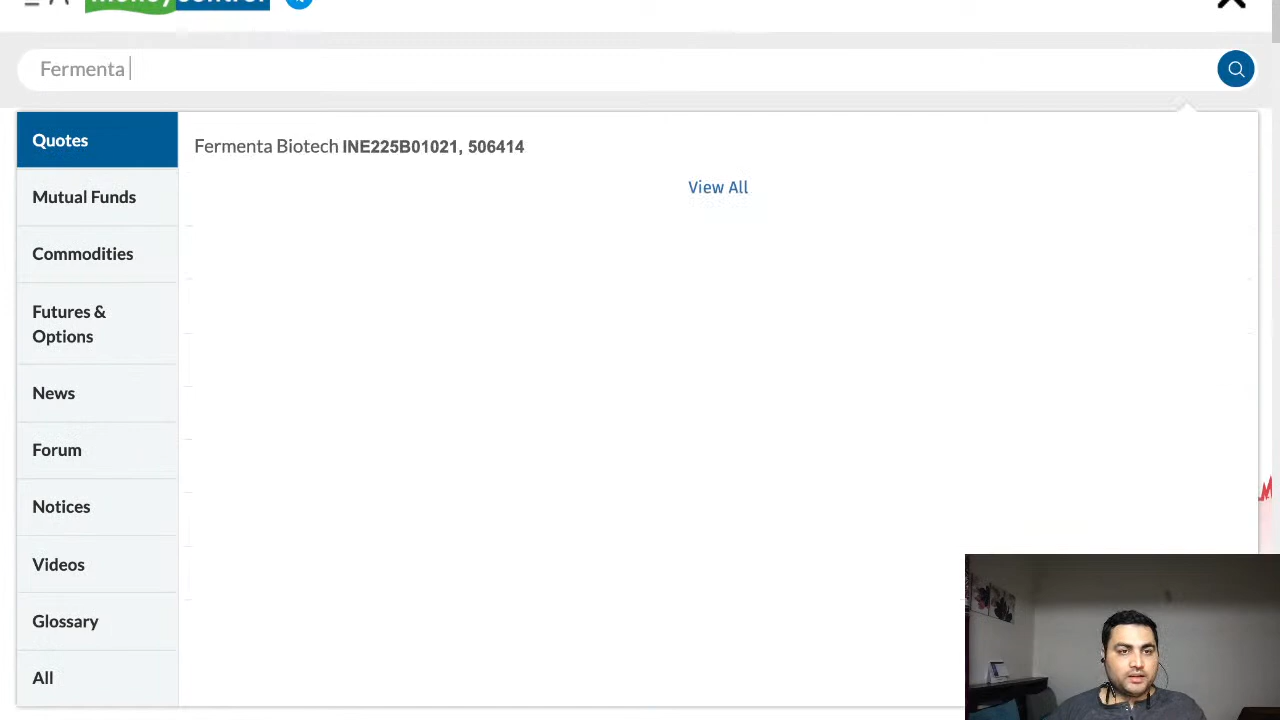 moneycontrol
Fermenta
Quotes
Fermenta Biotech INE225B01021, 506414
View All
Mutual Funds
Commodities
Futures &
Options
News
Forum
Notices
Videos
Glossary
All